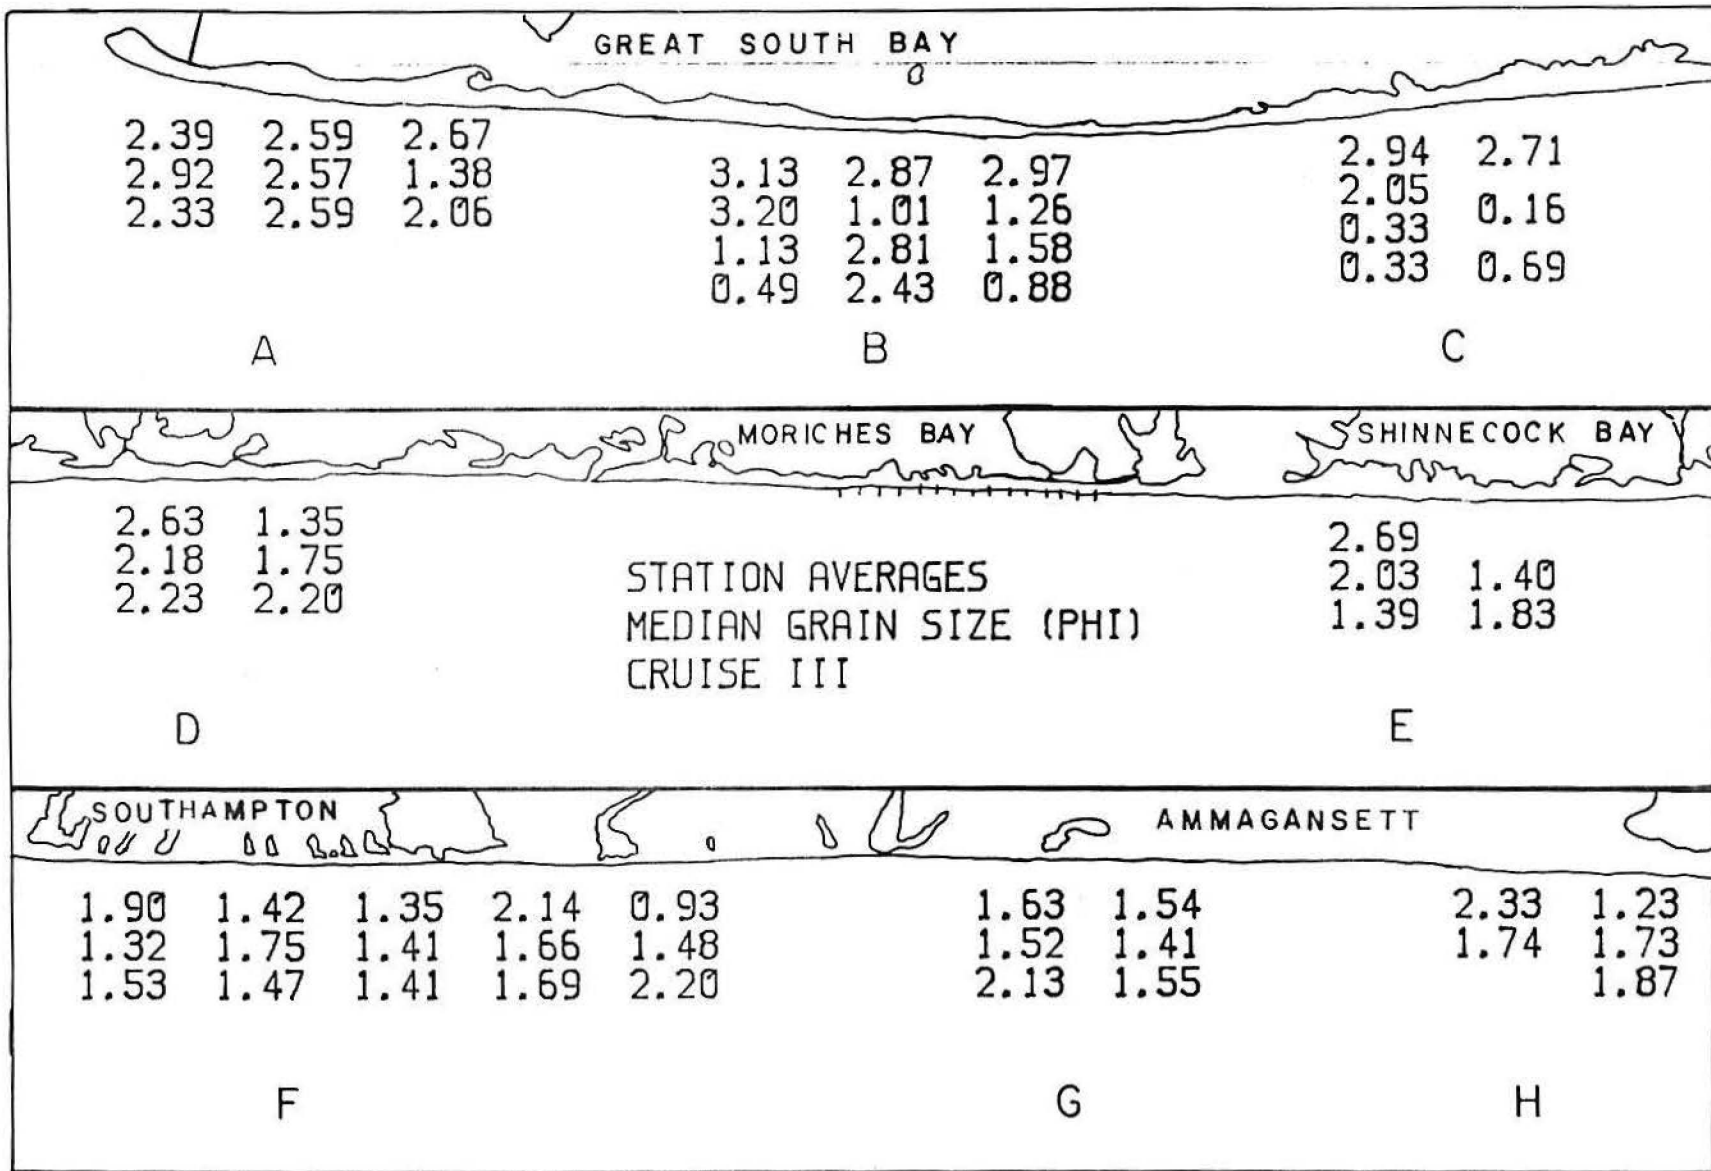 GREAT SOUTH BAY
2.39 2.59 2.67
2.92 2.57 1.38
2.33 2.59 2.06
A
3.13 2.87 2.97
3.20 1.01 1.26
1.13 2.81 1.58
0.49 2.43 0.88
B
2.94 2.71
2.05
0.16
0.33
0.33 0.69
C
MORICHES BAY
SHINNECOCK BAY
2.63 1.35
2.18 1.75
2.23 2.20
D
STATION AVERAGES
MEDIAN GRAIN SIZE (PHI)
CRUISE III
2.69
2.03 1.40
1.39 1.83
E
SOUTHAMPTON
AMMAGANSETT
1.90 1.42 1.35 2.14 0.93
1.32 1.75 1.41 1.66 1.48
1.53 1.47 1.41 1.69 2.20
F
1.63 1.54
1.52 1.41
2.13 1.55
G
2.33 1.23
1.74 1.73
1.87
H